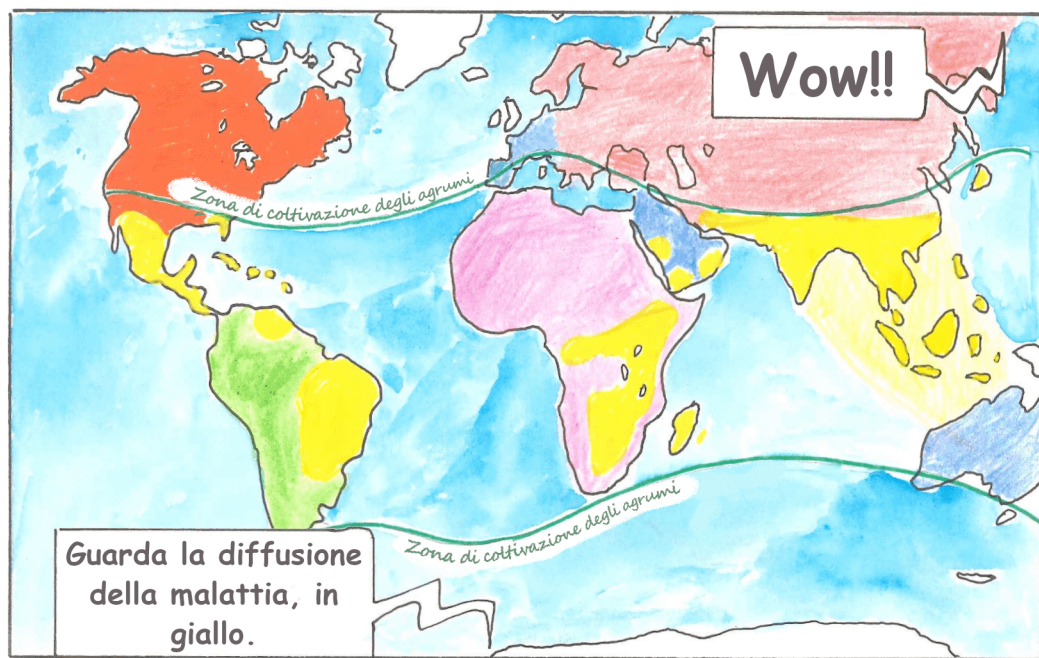 Wow!!
Zona di coltivazione degli agrumi
Zona di coltivazione degli agrumi
Guarda la diffusione
della malattia, in
giallo.